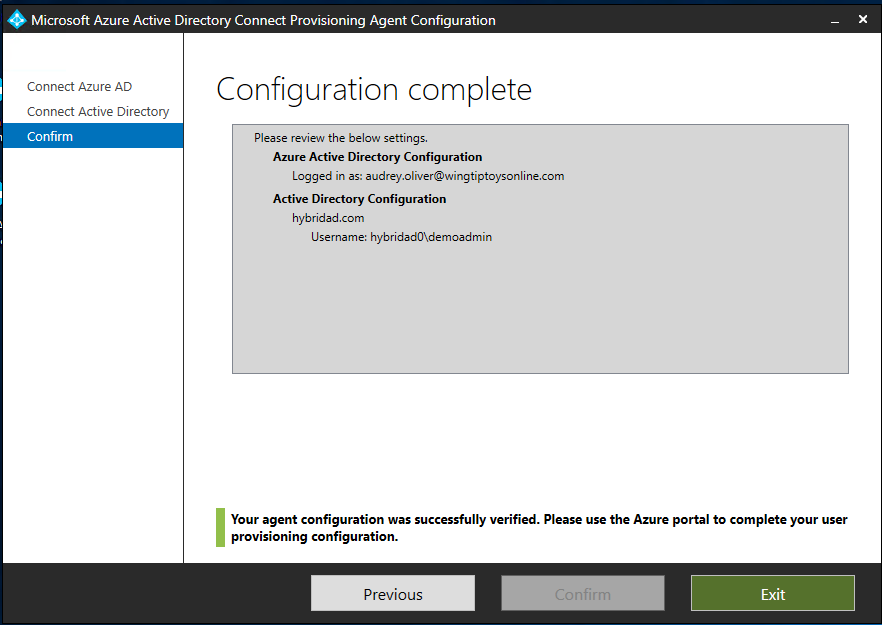 Microsoft Azure Active Directory Connect Provisioning Agent Configuration
Connect Azure AD
Connect Active Directory
Confirm
Configuration complete
Please review the below settings.
Azure Active Directory Configuration
Logged in as: audrey.oliver@wingtiptoysonline.com
Active Directory Configuration
hybridad.com
Username: hybridad0\demoadmin
Your agent configuration was successfully verified. Please use the Azure portal to complete your user
provisioning configuration.
Previous
Confirm
Exit